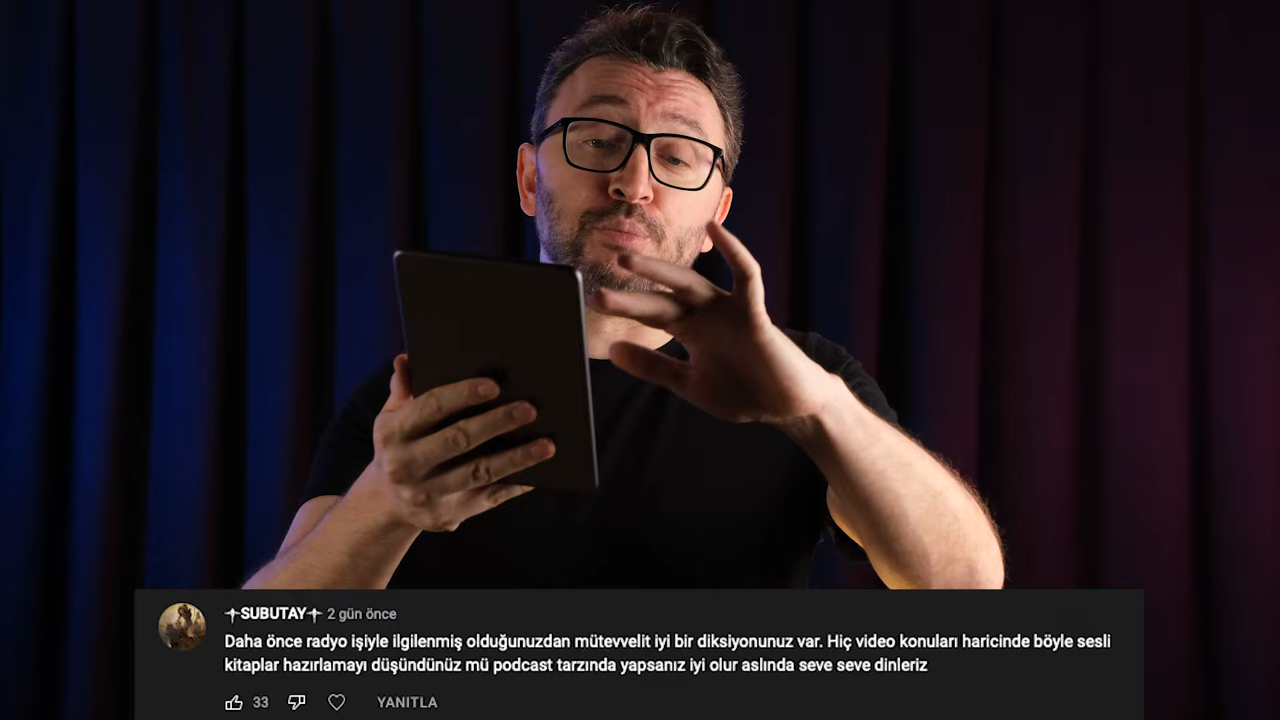 ⸸SUBUTAY⸸ 2 gün önce
Daha önce radyo işiyle ilgilenmiş olduğunuzdan mütevvelit iyi bir diksiyonunuz var. Hiç video konuları haricinde böyle sesli
kitaplar hazırlamayı düşündünüz mü podcast tarzında yapsanız iyi olur aslında seve seve dinleriz
33 YANITLA